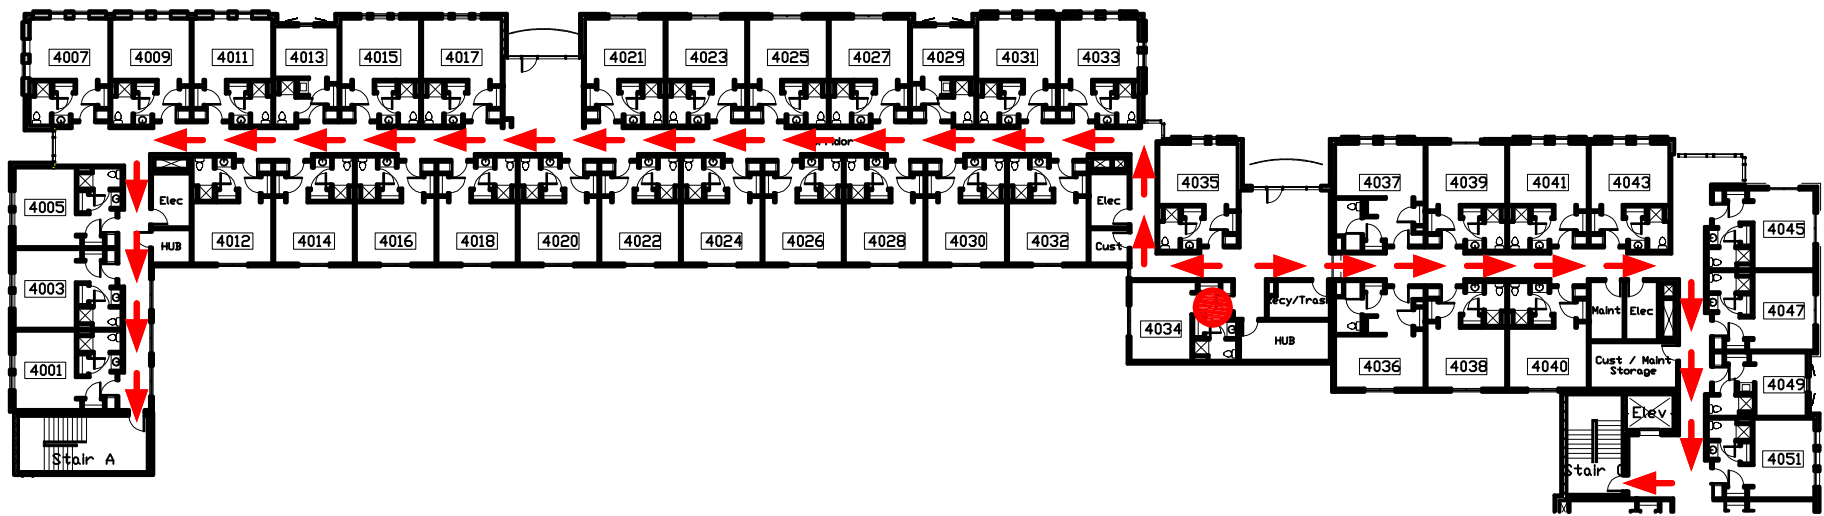 4007 4009 4011 4013 4015 4017 4021 4023 4025 4027 4029 4031 4033
4035 4037 4039 4041 4043
4005 Elec Elec 4045
HUB 4012 4014 4016 4018 4020 4022 4024 4026 4028 4030 4032 Cust
4003 4034 HUB Maint Elec 4047
4001 4036 4038 4040 Cust / Maint
Storage
4049
Elev
Stair A Stair 4051